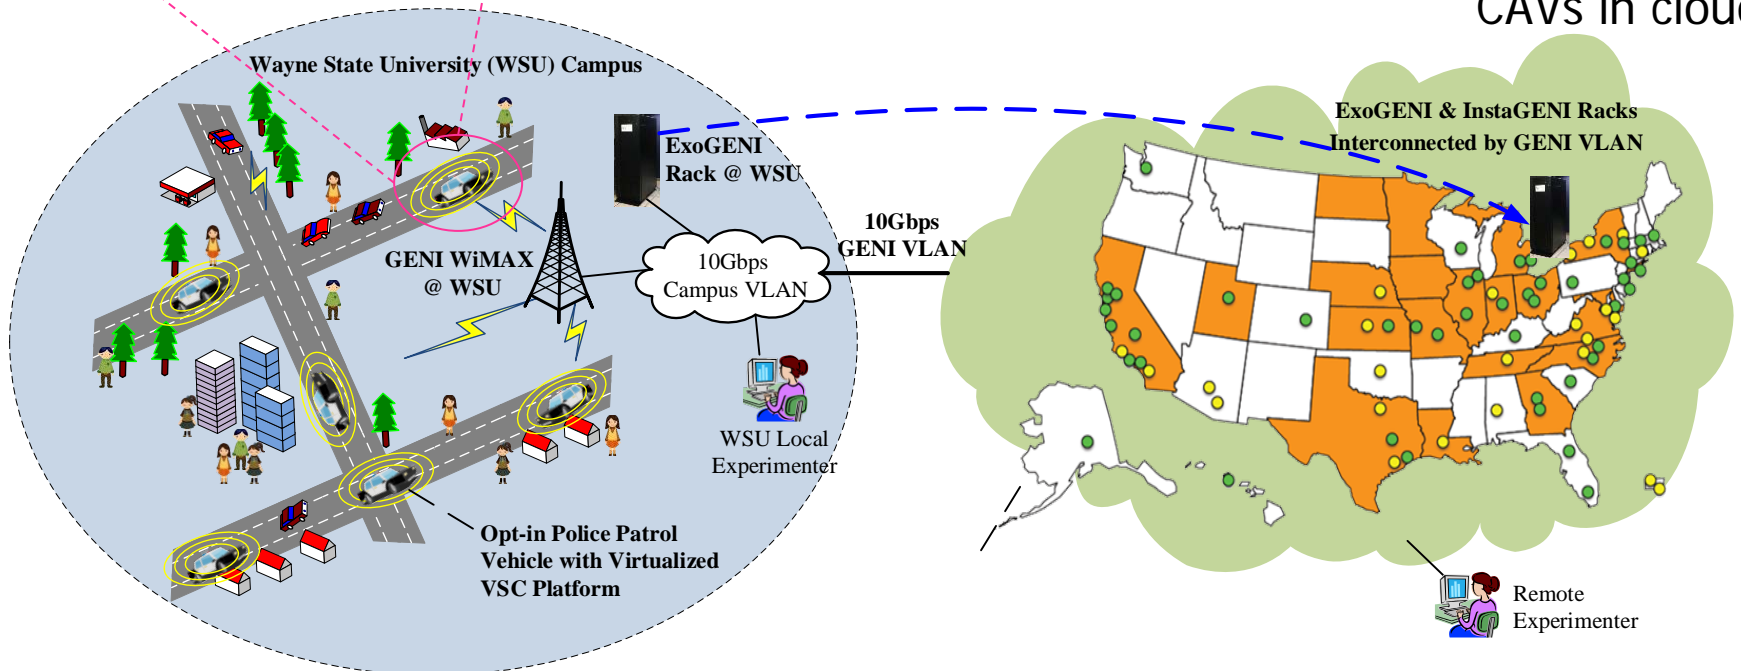 CAVs in clou
Wayne State University (WSU) Campus
ExoGENI & InstaGENI Racks
Interconnected by GENI VLAN
ExoGENI
Rack @ WSU
10Gbps
GENI VLAN
GENI WiMAX
@ WSU
10Gbps
Campus VLAN
WSU Local
Experimenter
Opt-in Police Patrol
Vehicle with Virtualized
VSC Platform
Remote
Experimenter